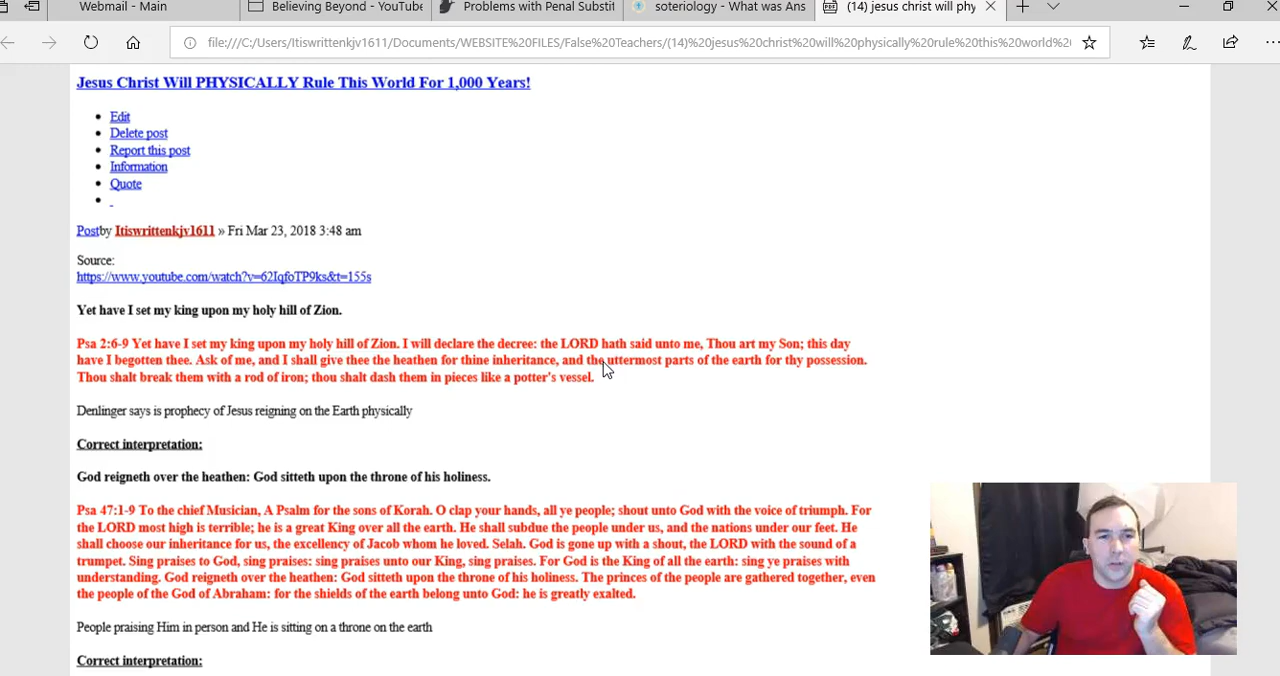 Webmail - Main
Believing Beyond - YouTube
Problems with Penal Substit
soteriology - What was Ans
(14) jesus christ will phy
file:///C:/Users/Itiswrittenkjv1611/Documents/WEBSITE%20FILES/False%20Teachers/(14)%20jesus%20christ%20will%20physically%20rule%20this%20world%20
Jesus Christ Will PHYSICALLY Rule This World For 1,000 Years!
Edit
Delete post
Report this post
Information
Quote
Postby Itiswrittenkjv1611 » Fri Mar 23, 2018 3:48 am
Source:
https://www.youtube.com/watch?v=62IqfoTP9ks&t=155s
Yet have I set my king upon my holy hill of Zion.
Psa 2:6-9 Yet have I set my king upon my holy hill of Zion. I will declare the decree: the LORD hath said unto me, Thou art my Son; this day
have I begotten thee. Ask of me, and I shall give thee the heathen for thine inheritance, and the uttermost parts of the earth for thy possession.
Thou shalt break them with a rod of iron; thou shalt dash them in pieces like a potter's vessel.
Denlinger says is prophecy of Jesus reigning on the Earth physically
Correct interpretation:
God reigneth over the heathen: God sitteth upon the throne of his holiness.
Psa 47:1-9 To the chief Musician, A Psalm for the sons of Korah. O clap your hands, all ye people; shout unto God with the voice of triumph. For
the LORD most high is terrible; he is a great King over all the earth. He shall subdue the people under us, and the nations under our feet. He
shall choose our inheritance for us, the excellency of Jacob whom he loved. Selah. God is gone up with a shout, the LORD with the sound of a
trumpet. Sing praises to God, sing praises: sing praises unto our King, sing praises. For God is the King of all the earth: sing ye praises with
understanding. God reigneth over the heathen: God sitteth upon the throne of his holiness. The princes of the people are gathered together, even
the people of the God of Abraham: for the shields of the earth belong unto God: he is greatly exalted.
People praising Him in person and He is sitting on a throne on the earth
Correct interpretation: